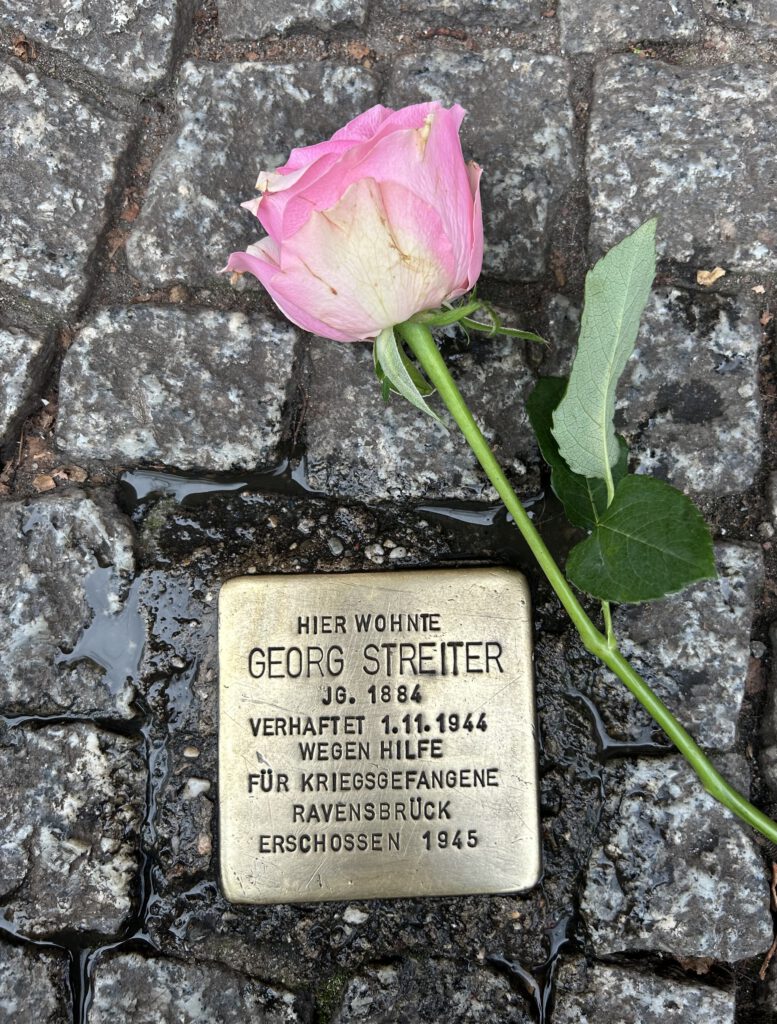 HIER WOHNTE
GEORG STREITER
JG. 1884
VERHAFTET 1.11.1944
WEGEN HILFE
FÜR KRIEGSGEFANGENE
RAVENSBRÜCK
ERSCHOSSEN 1945